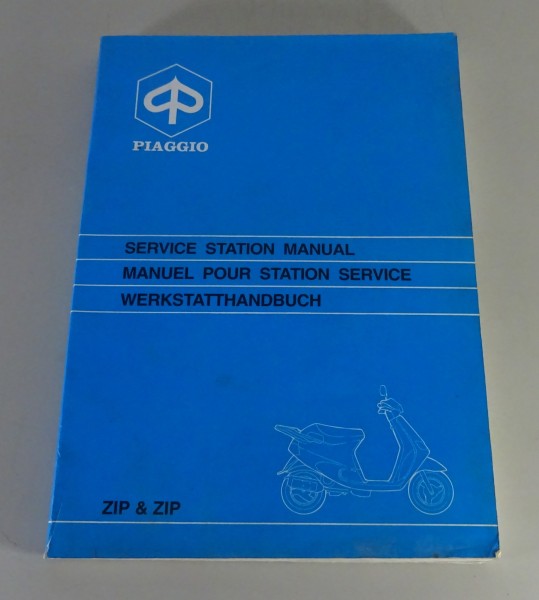 PIAGGIO
SERVICE STATION MANUAL
MANUEL POUR STATION SERVICE
WERKSTATTHANDBUCH
ZIP & ZIP